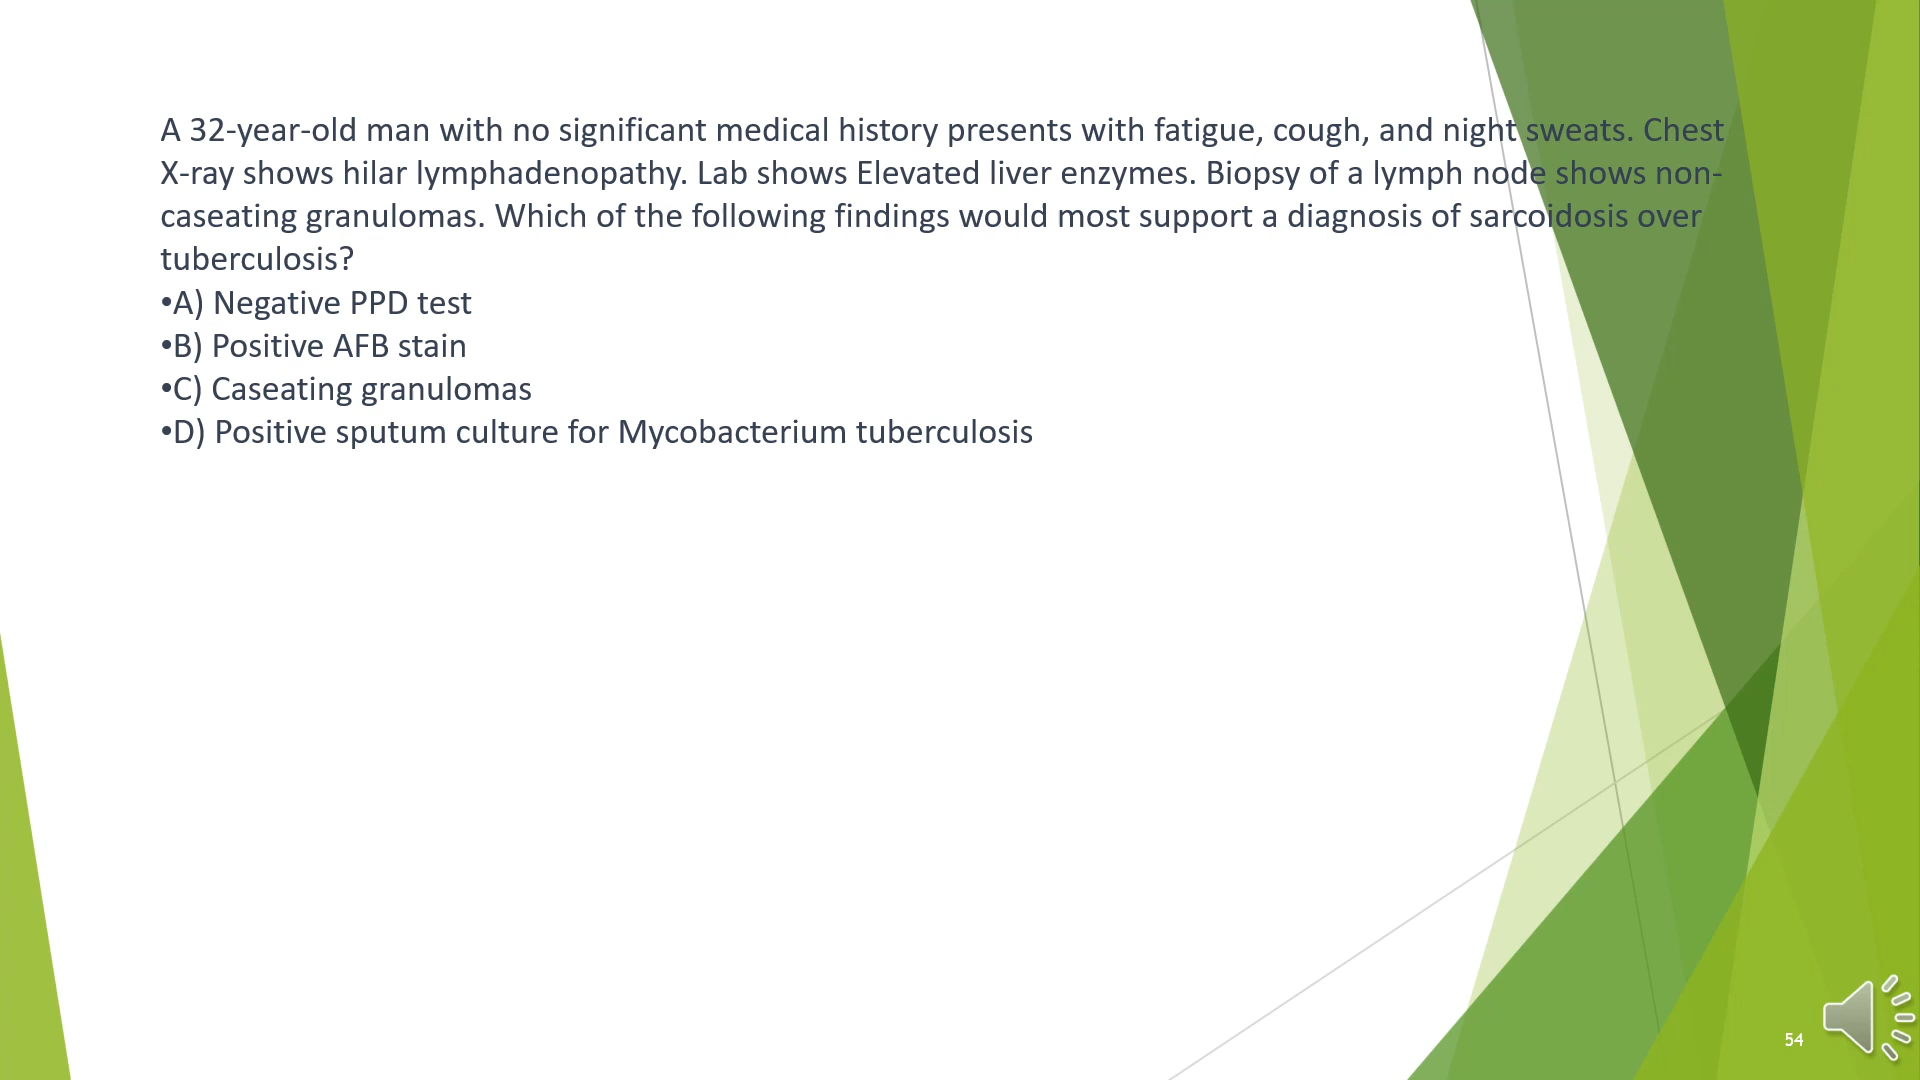 A 32-year-old man with no significant medical history presents with fatigue, cough, and night sweats. Chest
X-ray shows hilar lymphadenopathy. Lab shows Elevated liver enzymes. Biopsy of a lymph node shows non-
caseating granulomas. Which of the following findings would most support a diagnosis of sarcoidosis over
tuberculosis?
•A) Negative PPD test
•B) Positive AFB stain
•C) Caseating granulomas
•D) Positive sputum culture for Mycobacterium tuberculosis
54